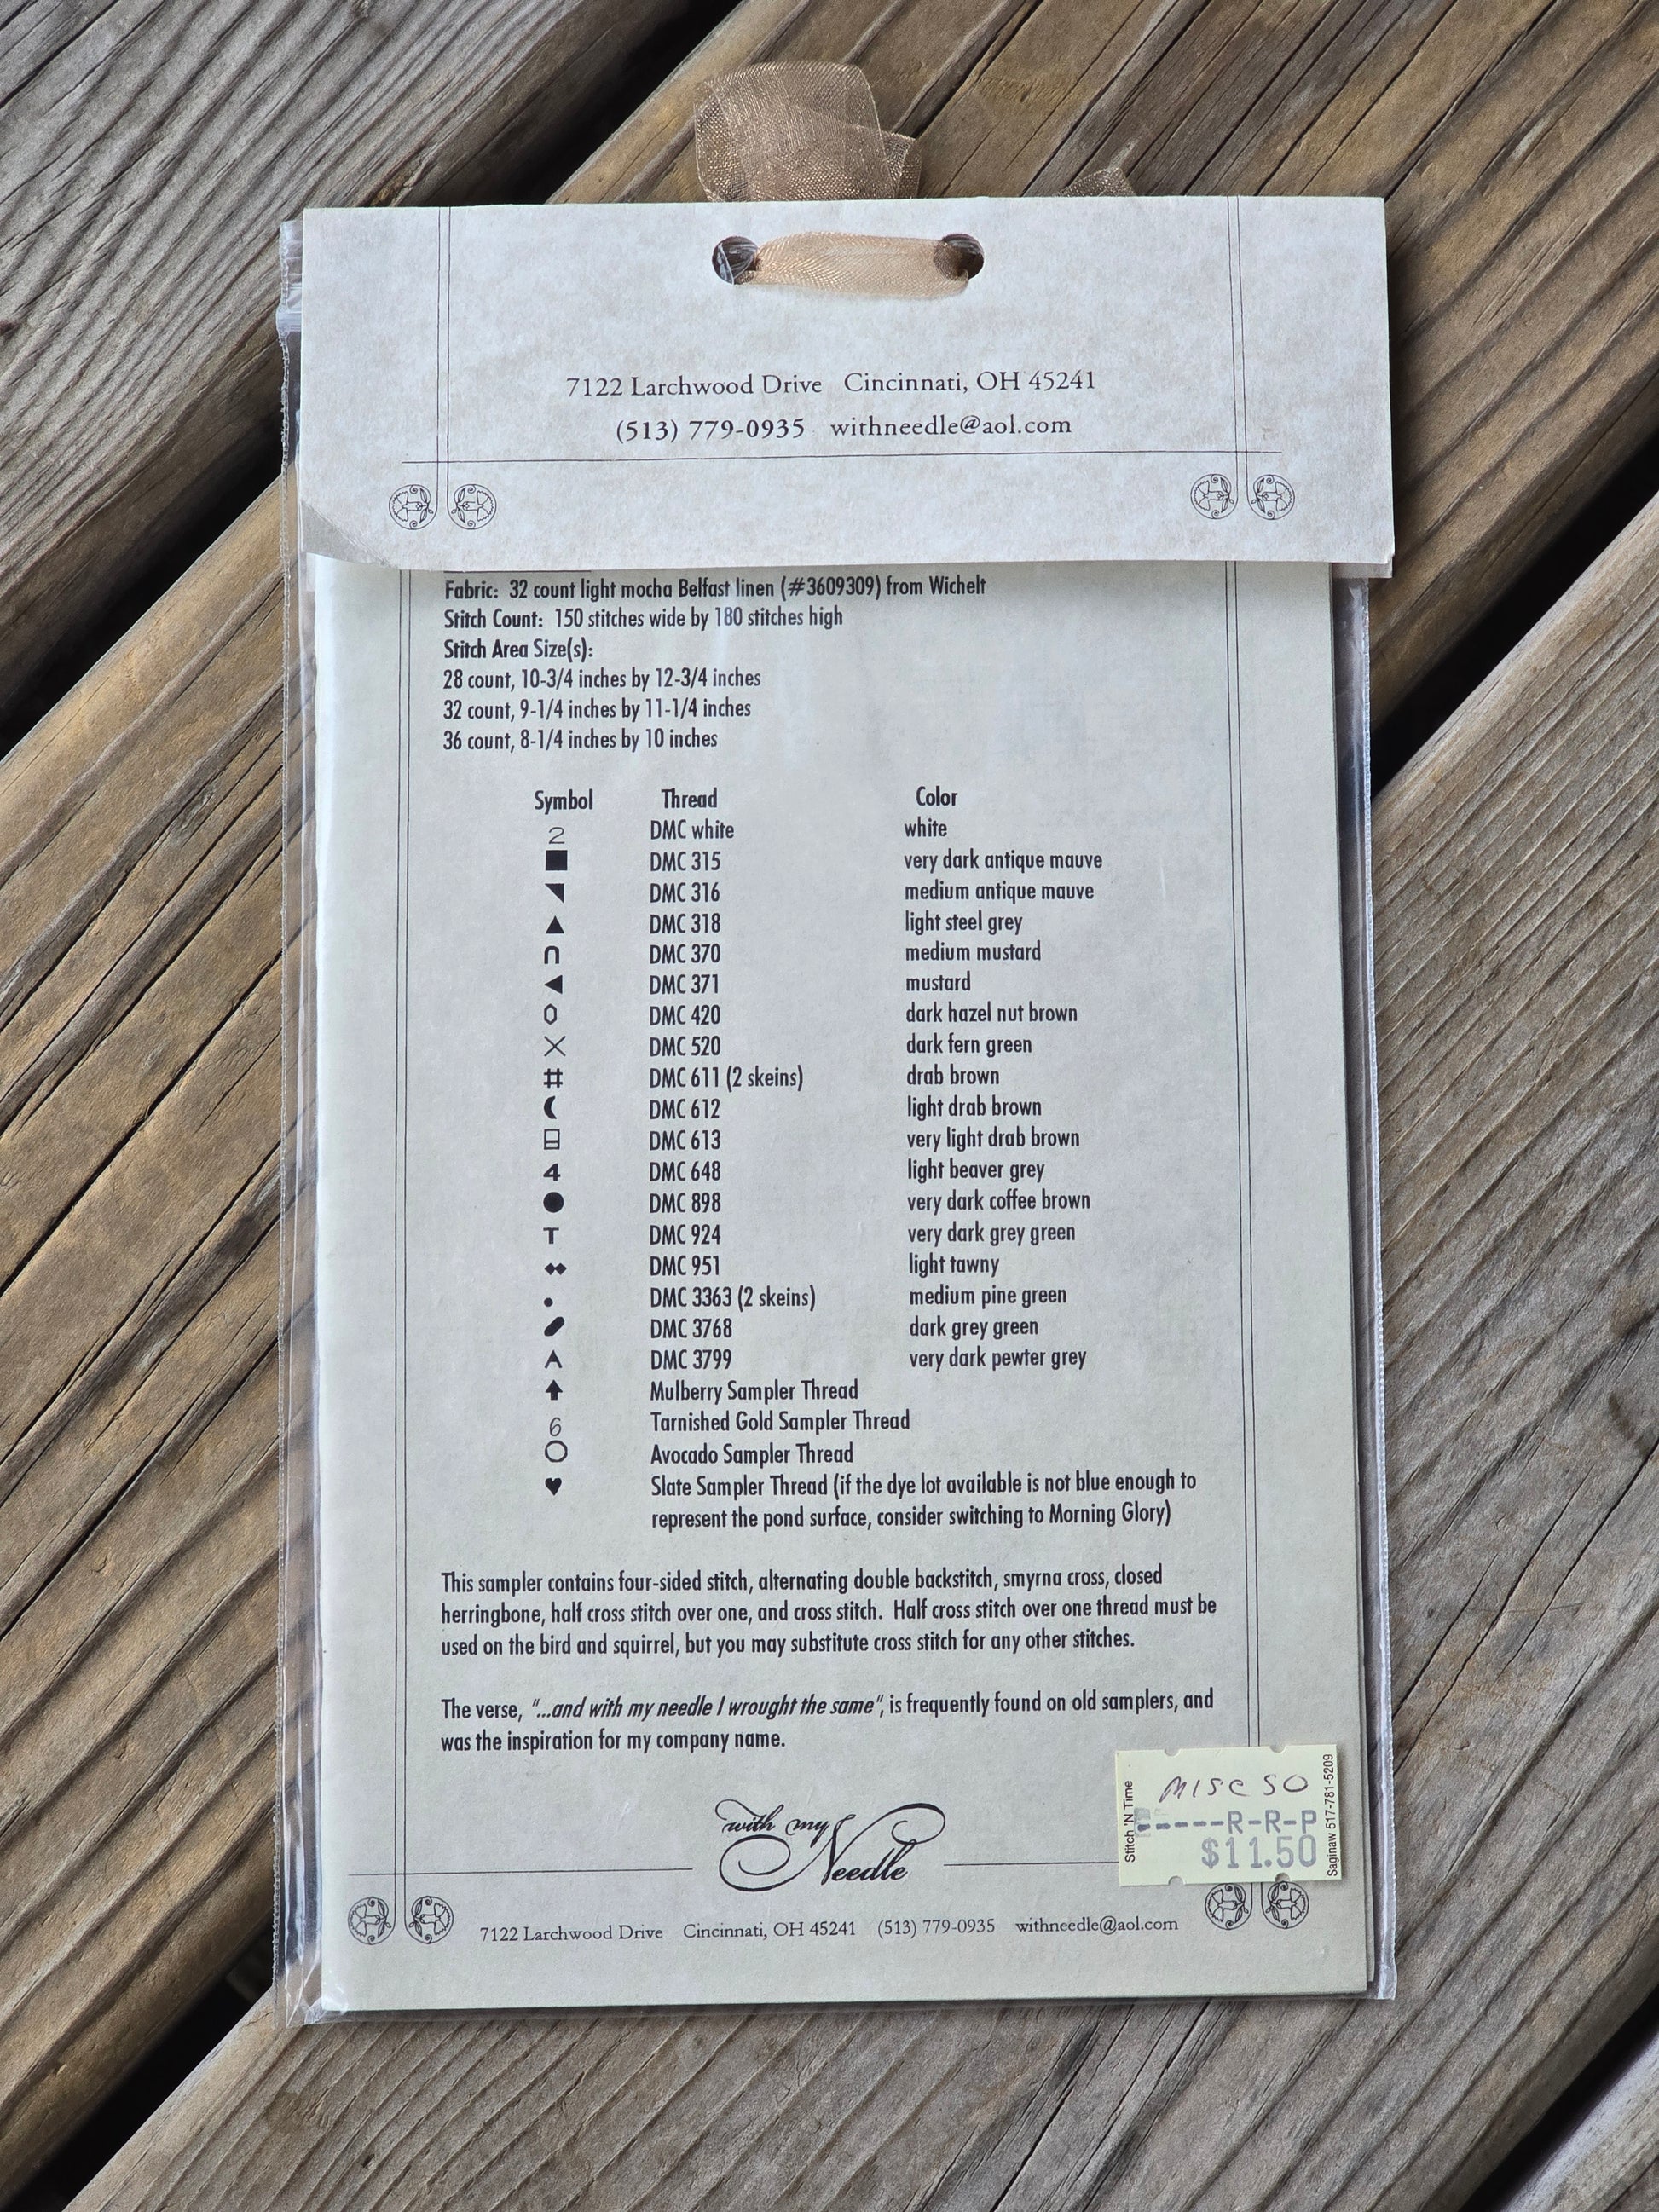 7122 Larchwood Drive Cincinnati, OH 45241
(513) 779-0935 withneedle@aol.com
Fabric: 32 count light mocha Belfast linen (#3609309) from Wichelt
Stitch Count: 150 stitches wide by 180 stitches high
Stitch Area Size(s):
28 count, 10-3/4 inches by 12-3/4 inches
32 count, 9-1/4 inches by 11-1/4 inches
36 count, 8-1/4 inches by 10 inches
Symbol Thread Color
2 DMC white white
■ DMC 315 very dark antique mauve
◥ DMC 316 medium antique mauve
▲ DMC 318 light steel grey
∩ DMC 370 medium mustard
◀ DMC 371 mustard
⬯ DMC 420 dark hazel nut brown
X DMC 520 dark fern green
# DMC 611 (2 skeins) drab brown
☾ DMC 612 light drab brown
⊟ DMC 613 very light drab brown
4 DMC 648 light beaver grey
● DMC 898 very dark coffee brown
T DMC 924 very dark grey green
◆◆ DMC 951 light tawny
• DMC 3363 (2 skeins) medium pine green
DMC 3768 dark grey green
DMC 3799 very dark pewter grey
⬆ Mulberry Sampler Thread
6 Tarnished Gold Sampler Thread
○ Avocado Sampler Thread
♥ Slate Sampler Thread (if the dye lot available is not blue enough to
represent the pond surface, consider switching to Morning Glory)
This sampler contains four-sided stitch, alternating double backstitch, smyrna cross, closed
herringbone, half cross stitch over one, and cross stitch. Half cross stitch over one thread must be
used on the bird and squirrel, but you may substitute cross stitch for any other stitches.
The verse, "...and with my needle I wrought the same", is frequently found on old samplers, and
was the inspiration for my company name.
with my
Needle
7122 Larchwood Drive Cincinnati, OH 45241 (513) 779-0935 withneedle@aol.com
Stitch 'N Time
MISC SO
-----R-R-P
$11.50
Saginaw 517-781-5209